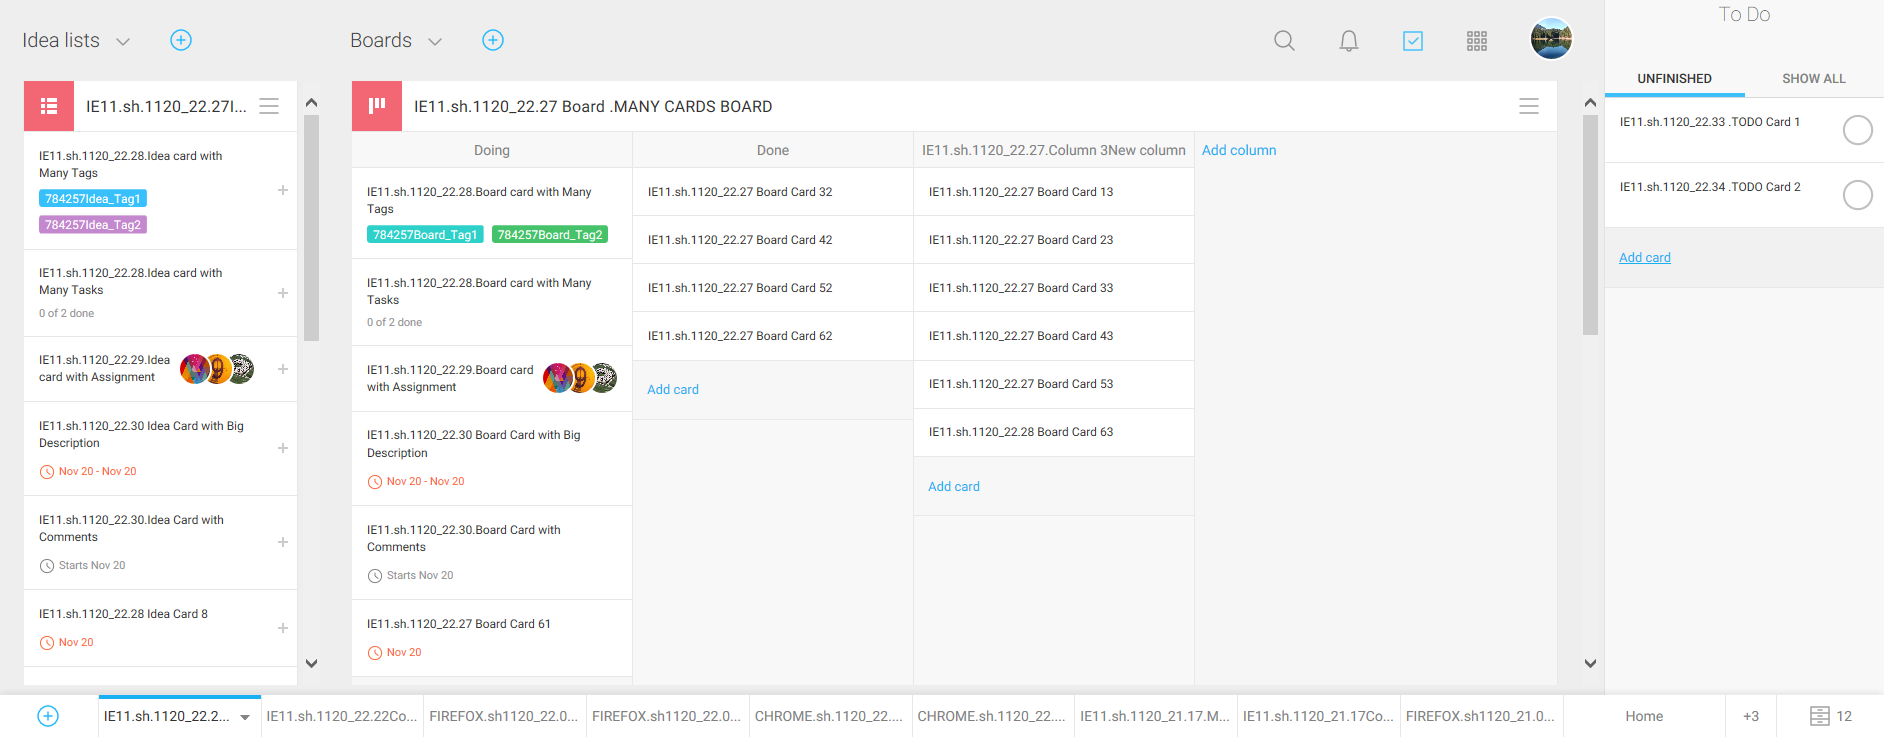 Idea lists
Boards
To Do
UNFINISHED
SHOW ALL
IE11.sh.1120_22.27I...
IE11.sh.1120_22.28.Idea card with
Many Tags
784257Idea_Tag1
784257Idea_Tag2
IE11.sh.1120_22.28.Idea card with
Many Tasks
0 of 2 done
IE11.sh.1120_22.29.Idea
card with Assignment
IE11.sh.1120_22.30 Idea Card with Big
Description
Nov 20 - Nov 20
IE11.sh.1120_22.30.Idea Card with
Comments
Starts Nov 20
IE11.sh.1120_22.28 Idea Card 8
Nov 20
IE11.sh.1120_22.27 Board .MANY CARDS BOARD
Doing
IE11.sh.1120_22.28.Board card with Many
Tags
784257Board_Tag1
784257Board_Tag2
IE11.sh.1120_22.28.Board card with Many
Tasks
0 of 2 done
IE11.sh.1120_22.29.Board card
with Assignment
IE11.sh.1120_22.30 Board Card with Big
Description
Nov 20 - Nov 20
IE11.sh.1120_22.30.Board Card with
Comments
Starts Nov 20
IE11.sh.1120_22.27 Board Card 61
Nov 20
Done
IE11.sh.1120_22.27 Board Card 32
IE11.sh.1120_22.27 Board Card 42
IE11.sh.1120_22.27 Board Card 52
IE11.sh.1120_22.27 Board Card 62
Add card
IE11.sh.1120_22.27.Column 3New column
IE11.sh.1120_22.27 Board Card 13
IE11.sh.1120_22.27 Board Card 23
IE11.sh.1120_22.27 Board Card 33
IE11.sh.1120_22.27 Board Card 43
IE11.sh.1120_22.27 Board Card 53
IE11.sh.1120_22.28 Board Card 63
Add card
Add column
IE11.sh.1120_22.33 .TODO Card 1
IE11.sh.1120_22.34 .TODO Card 2
Add card
IE11.sh.1120_22.2...
IE11.sh.1120_22.22Co...
FIREFOX.sh1120_22.0...
FIREFOX.sh1120_22.0...
CHROME.sh.1120_22....
CHROME.sh.1120_22....
IE11.sh.1120_21.17.M...
IE11.sh.1120_21.17Co...
FIREFOX.sh1120_21.0...
Home
+3
12